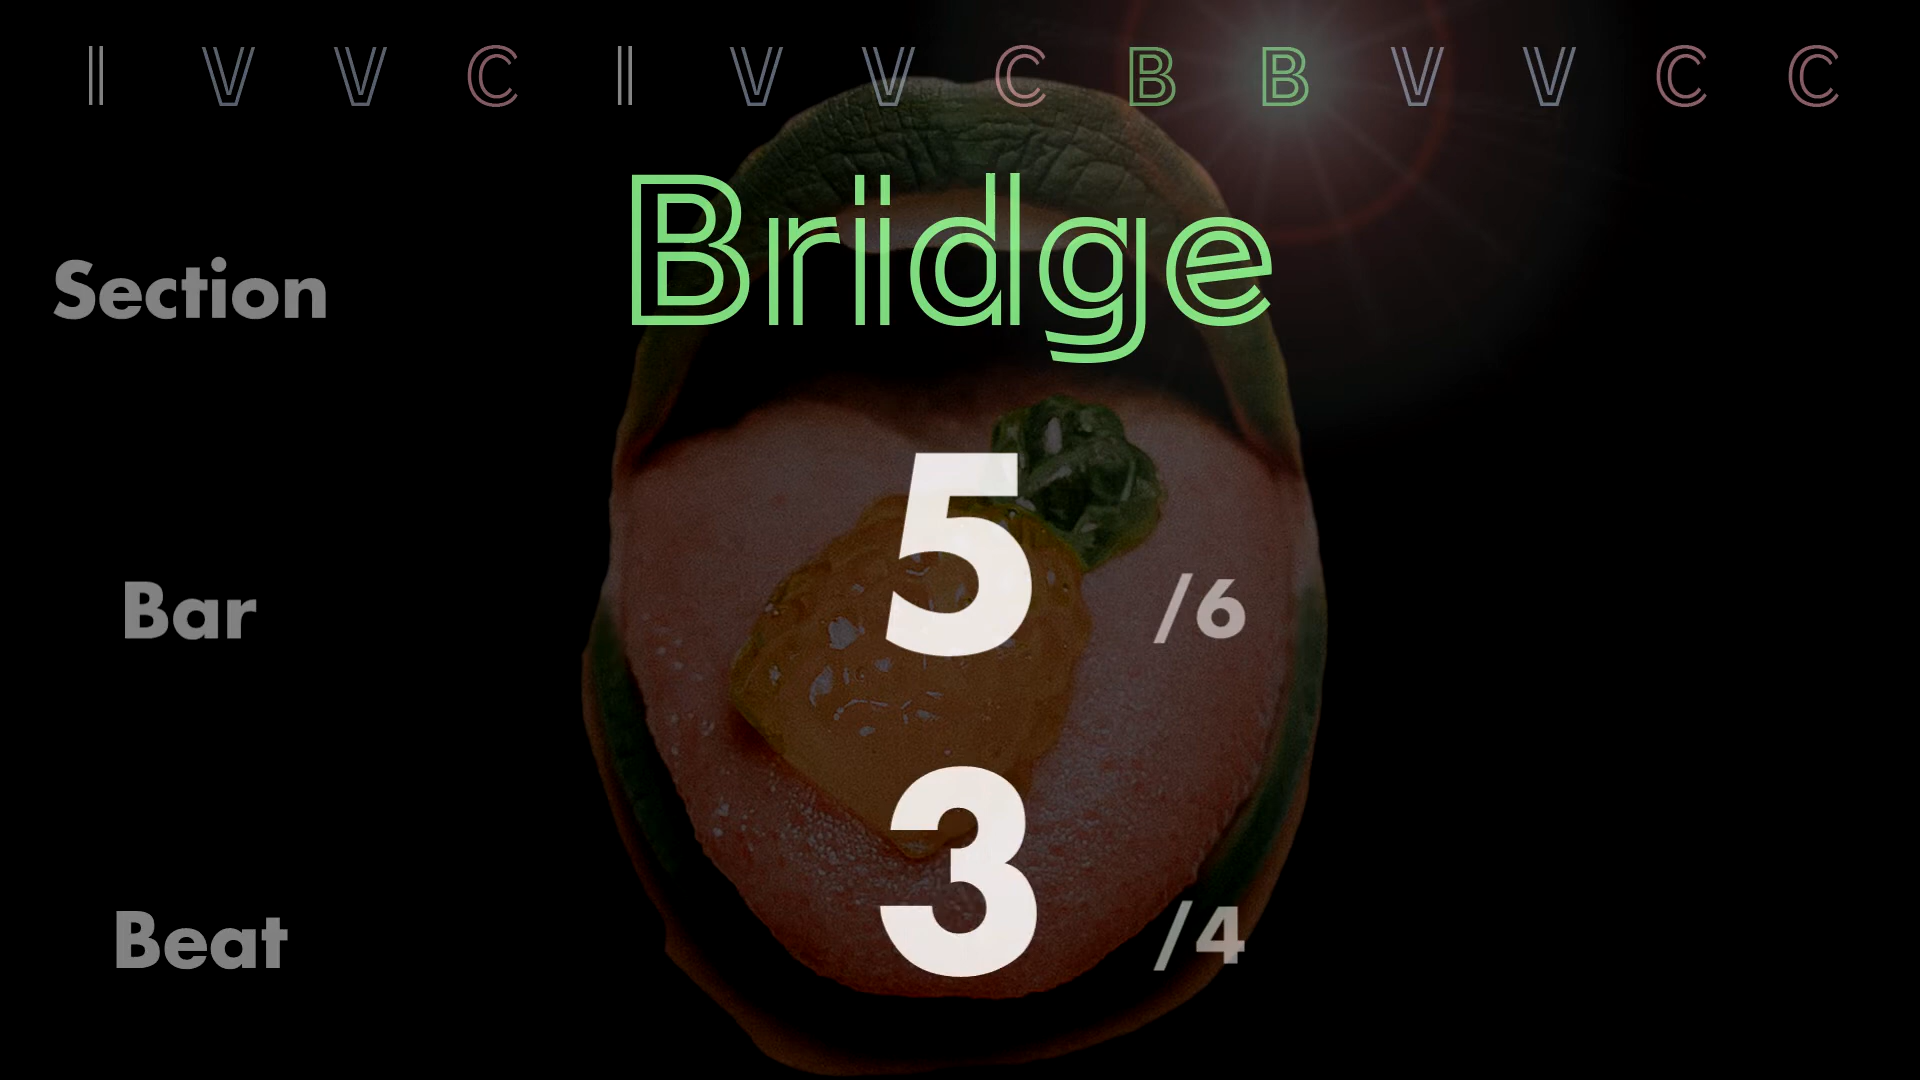 I V V C I V V C B B V V C C
Bridge
Section
5 /6
Bar
3 /4
Beat